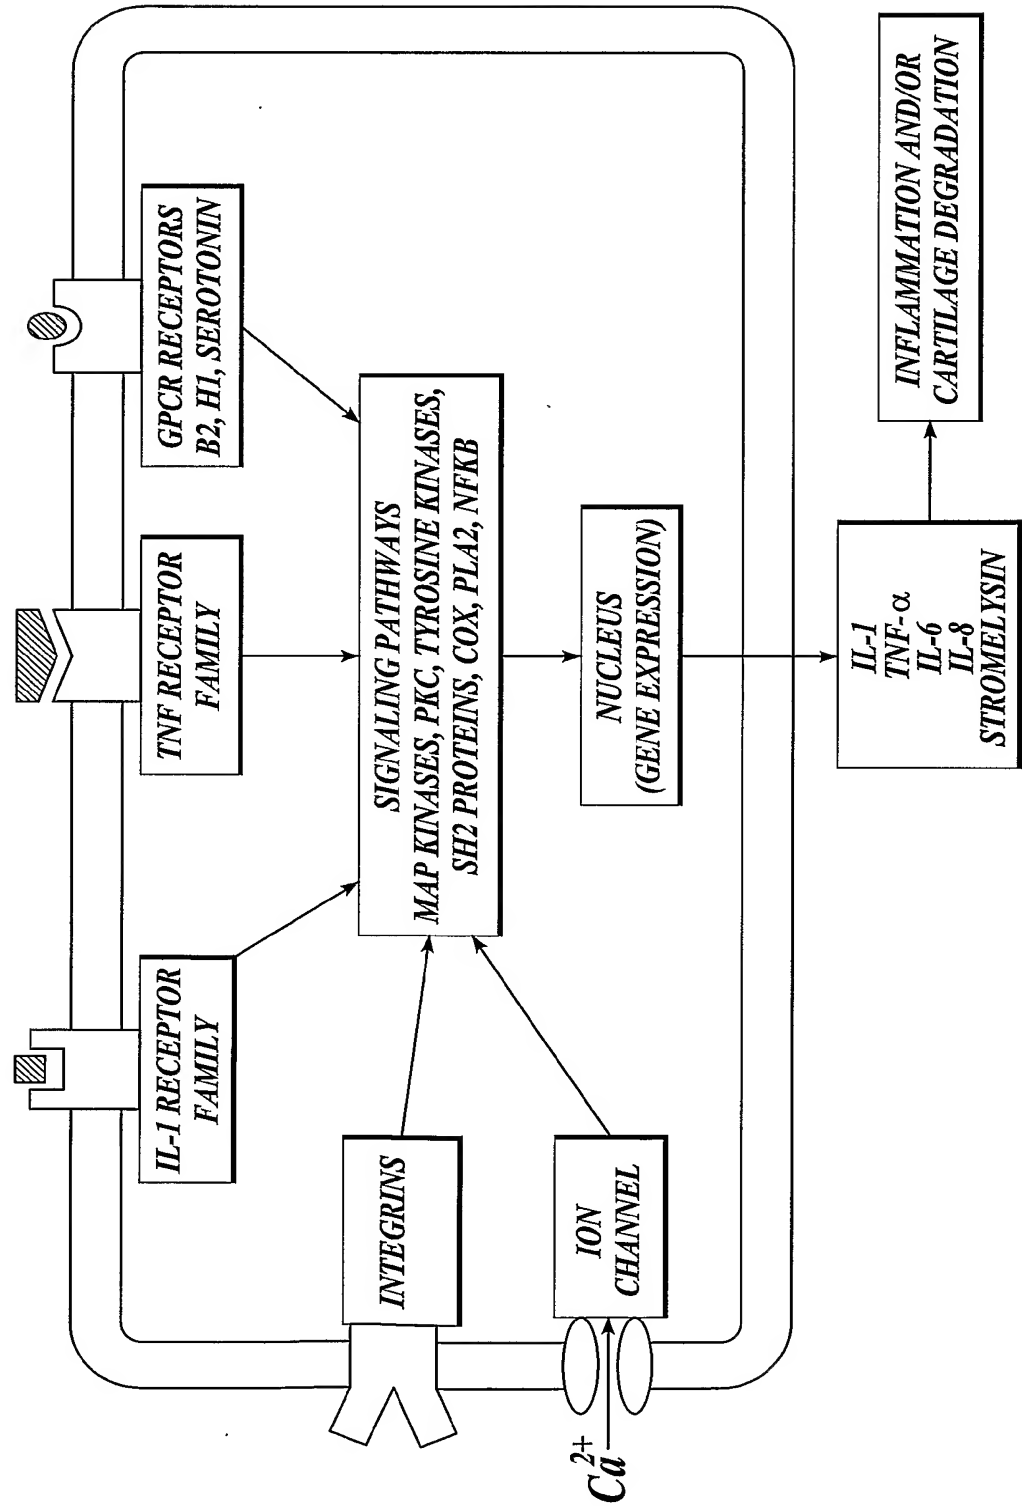 IL-1 RECEPTOR
FAMILY
TNF RECEPTOR
FAMILY
GPCR RECEPTORS
B2, H1, SEROTONIN
INTEGRINS
SIGNALING PATHWAYS
MAP KINASES, PKC, TYROSINE KINASES,
SH2 PROTEINS, COX, PLA2, NFKB
Ca2+
ION
CHANNEL
NUCLEUS
(GENE EXPRESSION)
IL-1
TNF-α
IL-6
IL-8
STROMELYSIN
INFLAMMATION AND/OR
CARTILAGE DEGRADATION